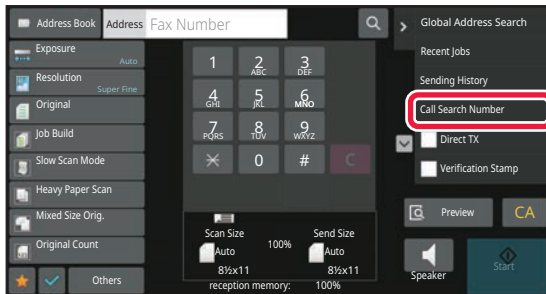 Address Book
Address
Fax Number
Global Address Search
Exposure
Auto
Resolution
Super Fine
Original
Job Build
Slow Scan Mode
Heavy Paper Scan
Mixed Size Orig.
Original Count
Others
1
2
ABC
3
DEF
4
GHI
5
JKL
6
MNO
7
PQRS
8
TUV
9
WXYZ
0
#
C
Scan Size
Auto
8½x11
100%
Send Size
Auto
8½x11
reception memory: 100%
Recent Jobs
Sending History
Call Search Number
Direct TX
Verification Stamp
Preview
CA
Speaker
Start